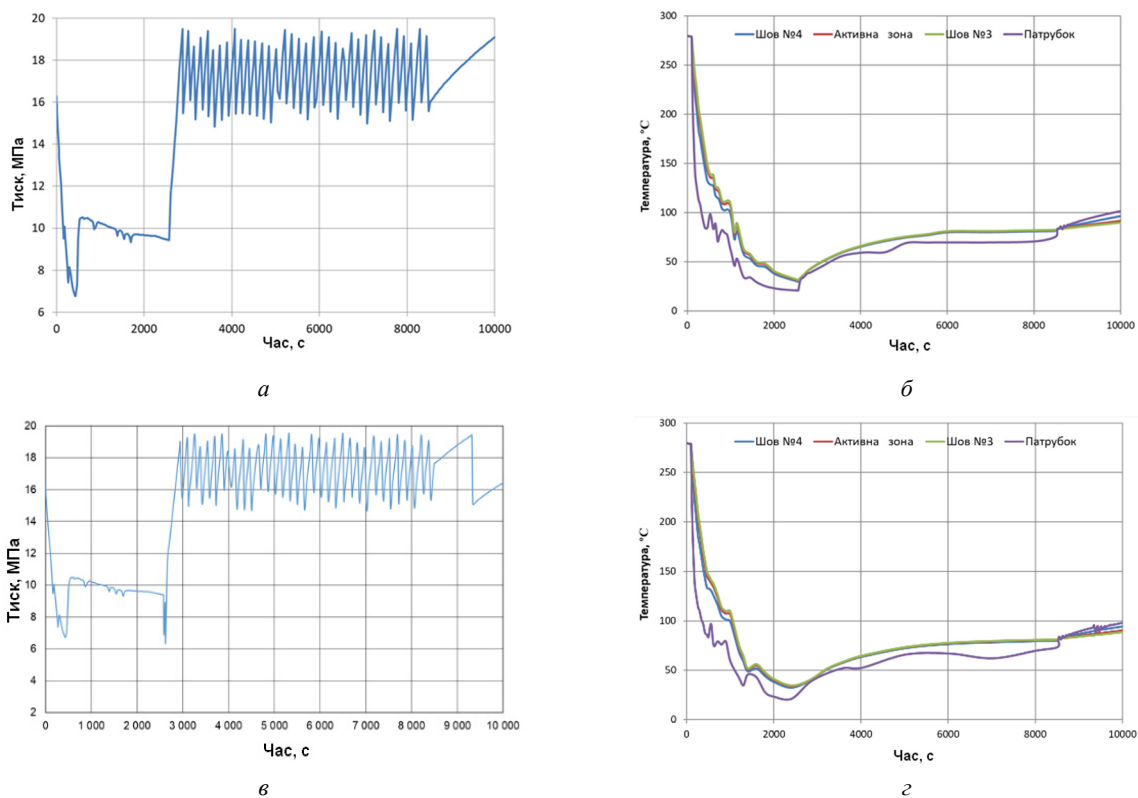 20
18
16
14
12
10
8
6
Тиск, МПа
0 2000 4000 6000 8000 10000
Час, с
а
Шов №4 Активна зона Шов №3 Патрубок
300
250
200
150
100
50
0
Температура, °C
0 2000 4000 6000 8000 10000
Час, с
б
20
18
16
14
12
10
8
6
4
2
Тиск, МПа
0 1 000 2 000 3 000 4 000 5 000 6 000 7 000 8 000 9 000 10 000
Час, с
в
Шов №4 Активна зона Шов №3 Патрубок
300
250
200
150
100
50
0
Температура, °C
0 2000 4000 6000 8000 10000
Час, с
г